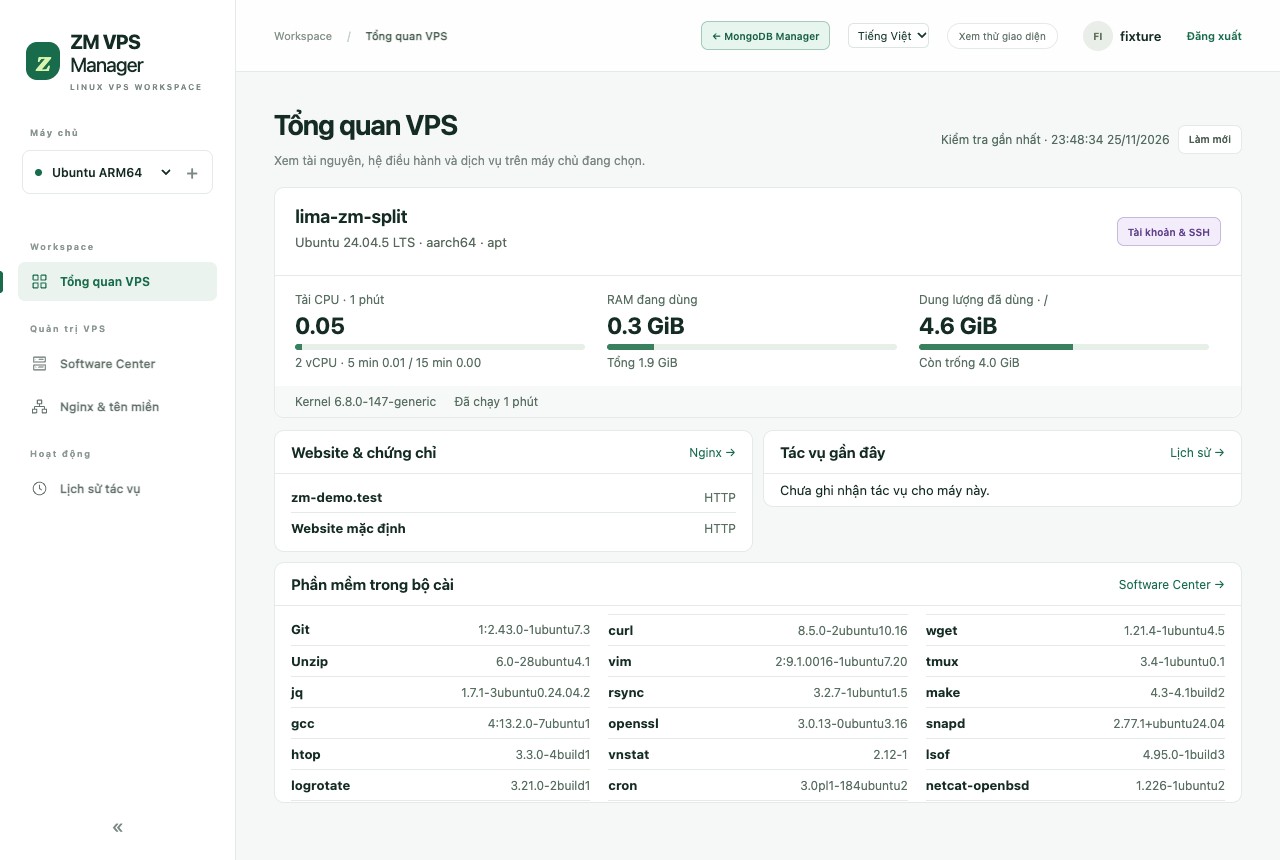 Z
ZM VPS
Manager
LINUX VPS WORKSPACE
Máy chủ
Ubuntu ARM64
Workspace
Tổng quan VPS
Quản trị VPS
Software Center
Nginx & tên miền
Hoạt động
Lịch sử tác vụ
«
Workspace / Tổng quan VPS
← MongoDB Manager
Tiếng Việt
Xem thử giao diện
FI
fixture
Đăng xuất
Tổng quan VPS
Xem tài nguyên, hệ điều hành và dịch vụ trên máy chủ đang chọn.
Kiểm tra gần nhất · 23:48:34 25/11/2026
Làm mới
lima-zm-split
Ubuntu 24.04.5 LTS · aarch64 · apt
Tài khoản & SSH
Tải CPU · 1 phút
0.05
2 vCPU · 5 min 0.01 / 15 min 0.00
RAM đang dùng
0.3 GiB
Tổng 1.9 GiB
Dung lượng đã dùng · /
4.6 GiB
Còn trống 4.0 GiB
Kernel 6.8.0-147-generic Đã chạy 1 phút
Website & chứng chỉ
Nginx →
zm-demo.test HTTP
Website mặc định HTTP
Tác vụ gần đây
Lịch sử →
Chưa ghi nhận tác vụ cho máy này.
Phần mềm trong bộ cài
Software Center →
Git 1:2.43.0-1ubuntu7.3
curl 8.5.0-2ubuntu10.16
wget 1.21.4-1ubuntu4.5
Unzip 6.0-28ubuntu4.1
vim 2:9.1.0016-1ubuntu7.20
tmux 3.4-1ubuntu0.1
jq 1.7.1-3ubuntu0.24.04.2
rsync 3.2.7-1ubuntu1.5
make 4.3-4.1build2
gcc 4:13.2.0-7ubuntu1
openssl 3.0.13-0ubuntu3.16
snapd 2.77.1+ubuntu24.04
htop 3.3.0-4build1
vnstat 2.12-1
lsof 4.95.0-1build3
logrotate 3.21.0-2build1
cron 3.0pl1-184ubuntu2
netcat-openbsd 1.226-1ubuntu2